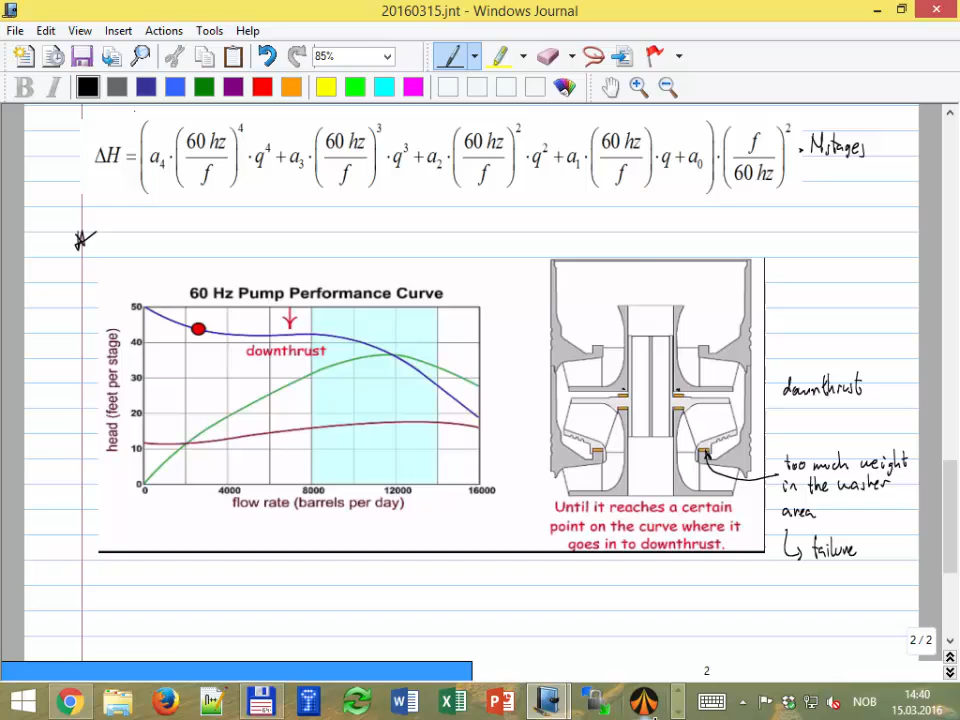 20160315.jnt - Windows Journal
File Edit View Insert Actions Tools Help
85%
B I
ΔH = ( a4 · ( 60 hz / f )^4 · q^4 + a3 · ( 60 hz / f )^3 · q^3 + a2 · ( 60 hz / f )^2 · q^2 + a1 · ( 60 hz / f ) · q + a0 ) · ( f / 60 hz )^2 . Nstages
60 Hz Pump Performance Curve
50
40
30
20
10
0
downthrust
head (feet per stage)
0 4000 8000 12000 16000
flow rate (barrels per day)
Until it reaches a certain
point on the curve where it
goes in to downthrust.
downthrust
too much weight
in the washer
area
↳ failure
2 / 2
2
NOB
14:40
15.03.2016